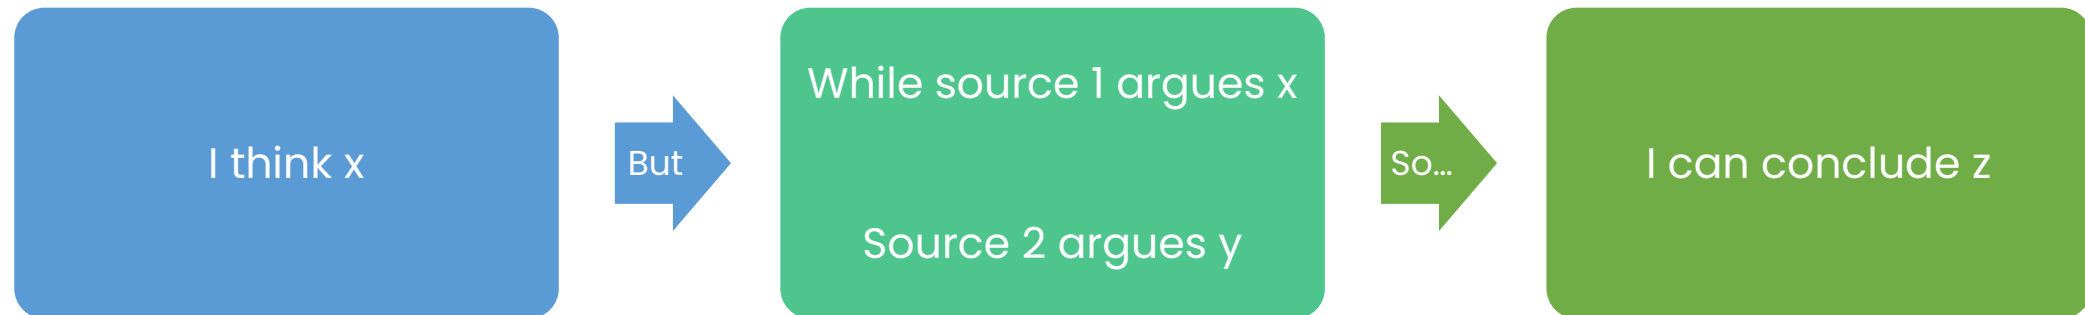 I think x
But
While source 1 argues x
Source 2 argues y
So...
I can conclude z